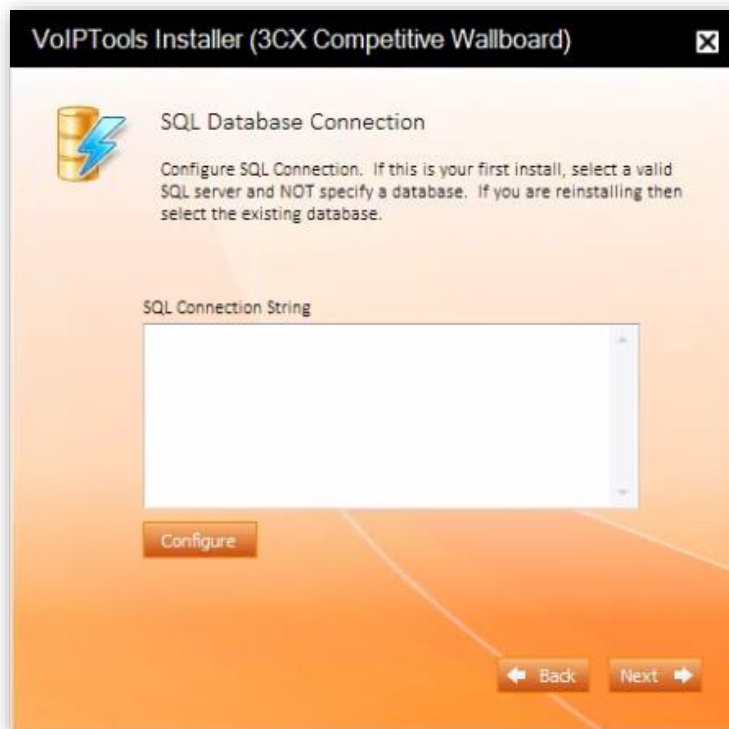 VoIPTools Installer (3CX Competitive Wallboard)
SQL Database Connection
Configure SQL Connection. If this is your first install, select a valid
SQL server and NOT specify a database. If you are reinstalling then
select the existing database.
SQL Connection String
Configure
Back
Next